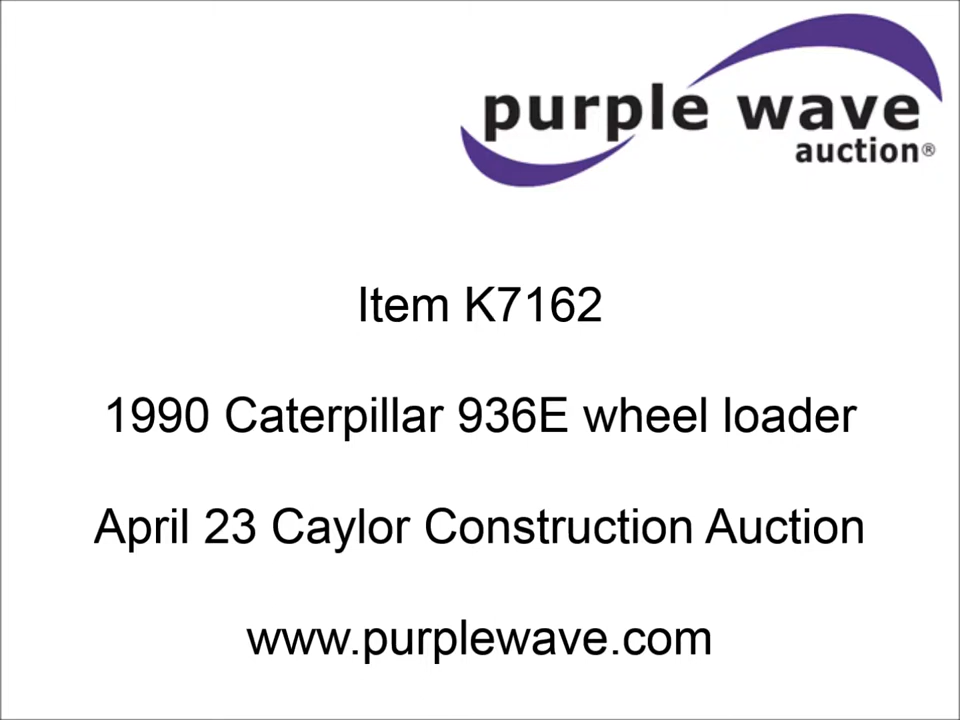 purple wave
auction®
Item K7162
1990 Caterpillar 936E wheel loader
April 23 Caylor Construction Auction
www.purplewave.com